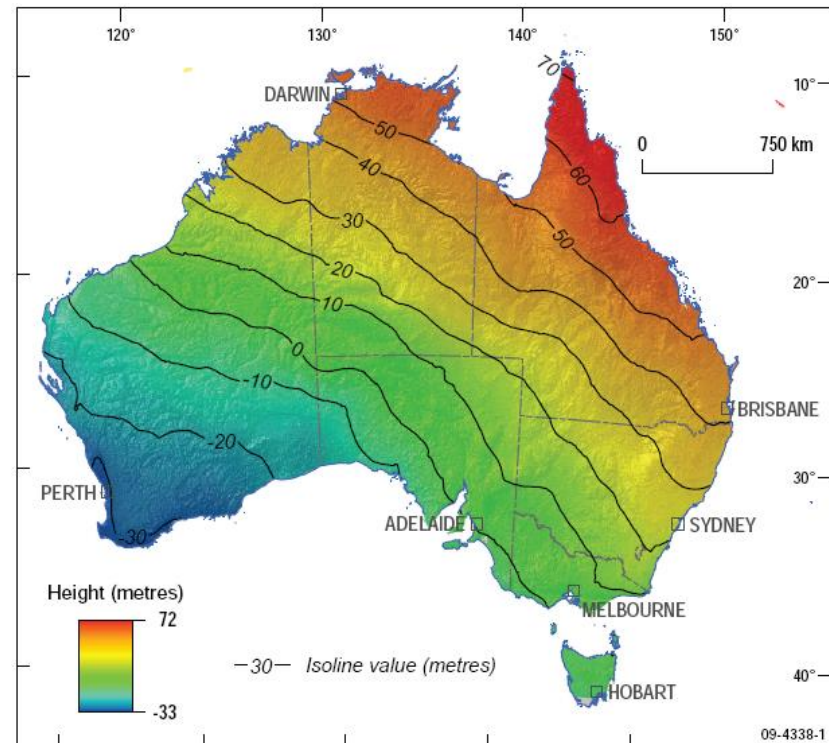 120°
130°
140°
150°
70
10°
DARWIN
0
750 km
50
40
60
30
50
20
20°
10
0
-10
BRISBANE
-20
30°
PERTH
ADELAIDE
SYDNEY
-30
Height (metres)
72
MELBOURNE
30
Isoline value (metres)
40°
-33
HOBART
09-4338-1